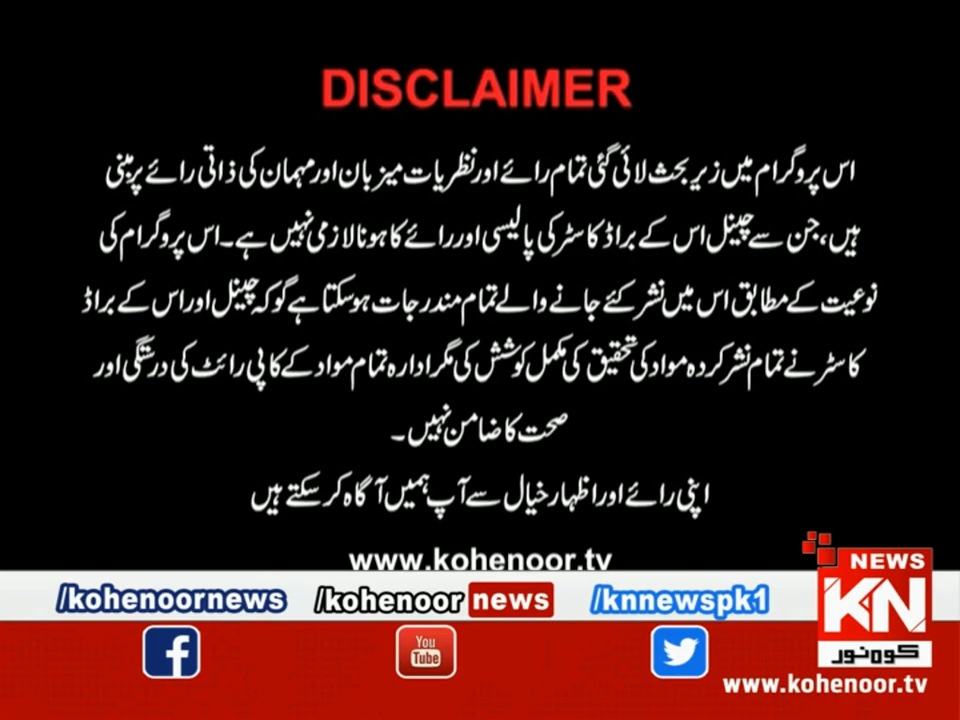 DISCLAIMER
اس پروگرام میں زیرِ بحث لائی گئی تمام رائے اور نظریات میزبان اور مہمان کی ذاتی رائے پر مبنی
ہیں، جن سے چینل اس کے براڈ کاسٹر کی پالیسی اور رائے کا ہونا لازمی نہیں ہے۔ اس پروگرام کی
نوعیت کے مطابق اس میں نشر کئے جانے والے تمام مندرجات ہو سکتا ہے گو کہ چینل اور اس کے براڈ
کاسٹر نے تمام نشر کردہ مواد کی تحقیق کی مکمل کوشش کی مگر ادارہ تمام مواد کے کاپی رائٹ کی درستگی اور
صحت کا ضامن نہیں۔
اپنی رائے اور اظہار خیال سے آپ ہمیں آگاہ کر سکتے ہیں
www.kohenoor.tv
/kohenoornews /kohenoor news /knnewspk1
You Tube
NEWS
KN
کوہ نور
www.kohenoor.tv